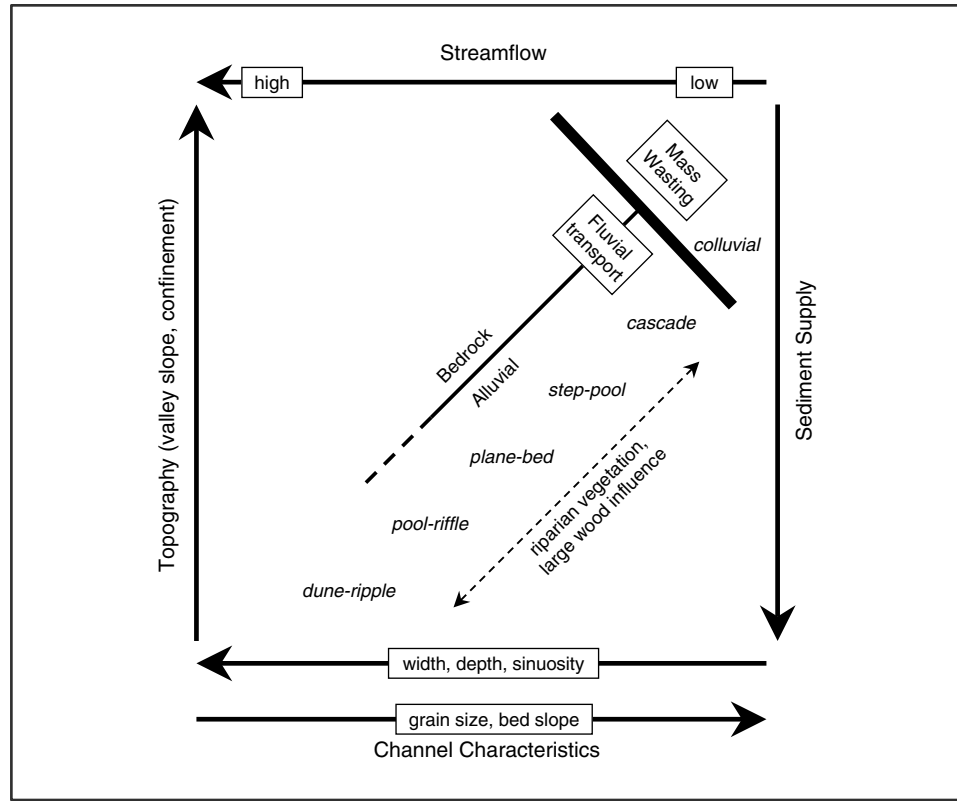 Streamflow
high
low
Mass
Wasting
Fluvial
transport
colluvial
cascade
Bedrock
Alluvial
step-pool
plane-bed
pool-riffle
dune-ripple
riparian vegetation,
large wood influence
Topography (valley slope, confinement)
Sediment Supply
width, depth, sinuosity
grain size, bed slope
Channel Characteristics